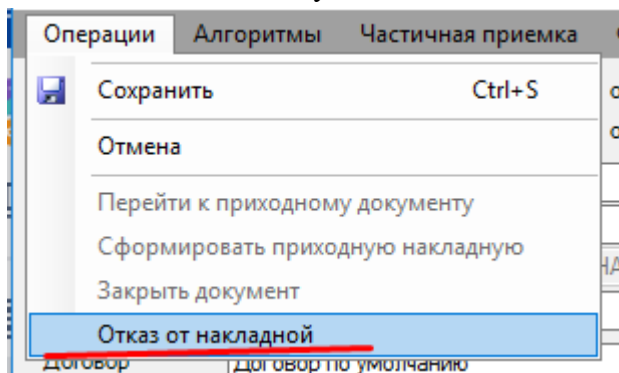 Операции Алгоритмы Частичная приемка
Сохранить Ctrl+S
Отмена
Перейти к приходному документу
Сформировать приходную накладную
Закрыть документ
Отказ от накладной
Договор Договор по умолчанию